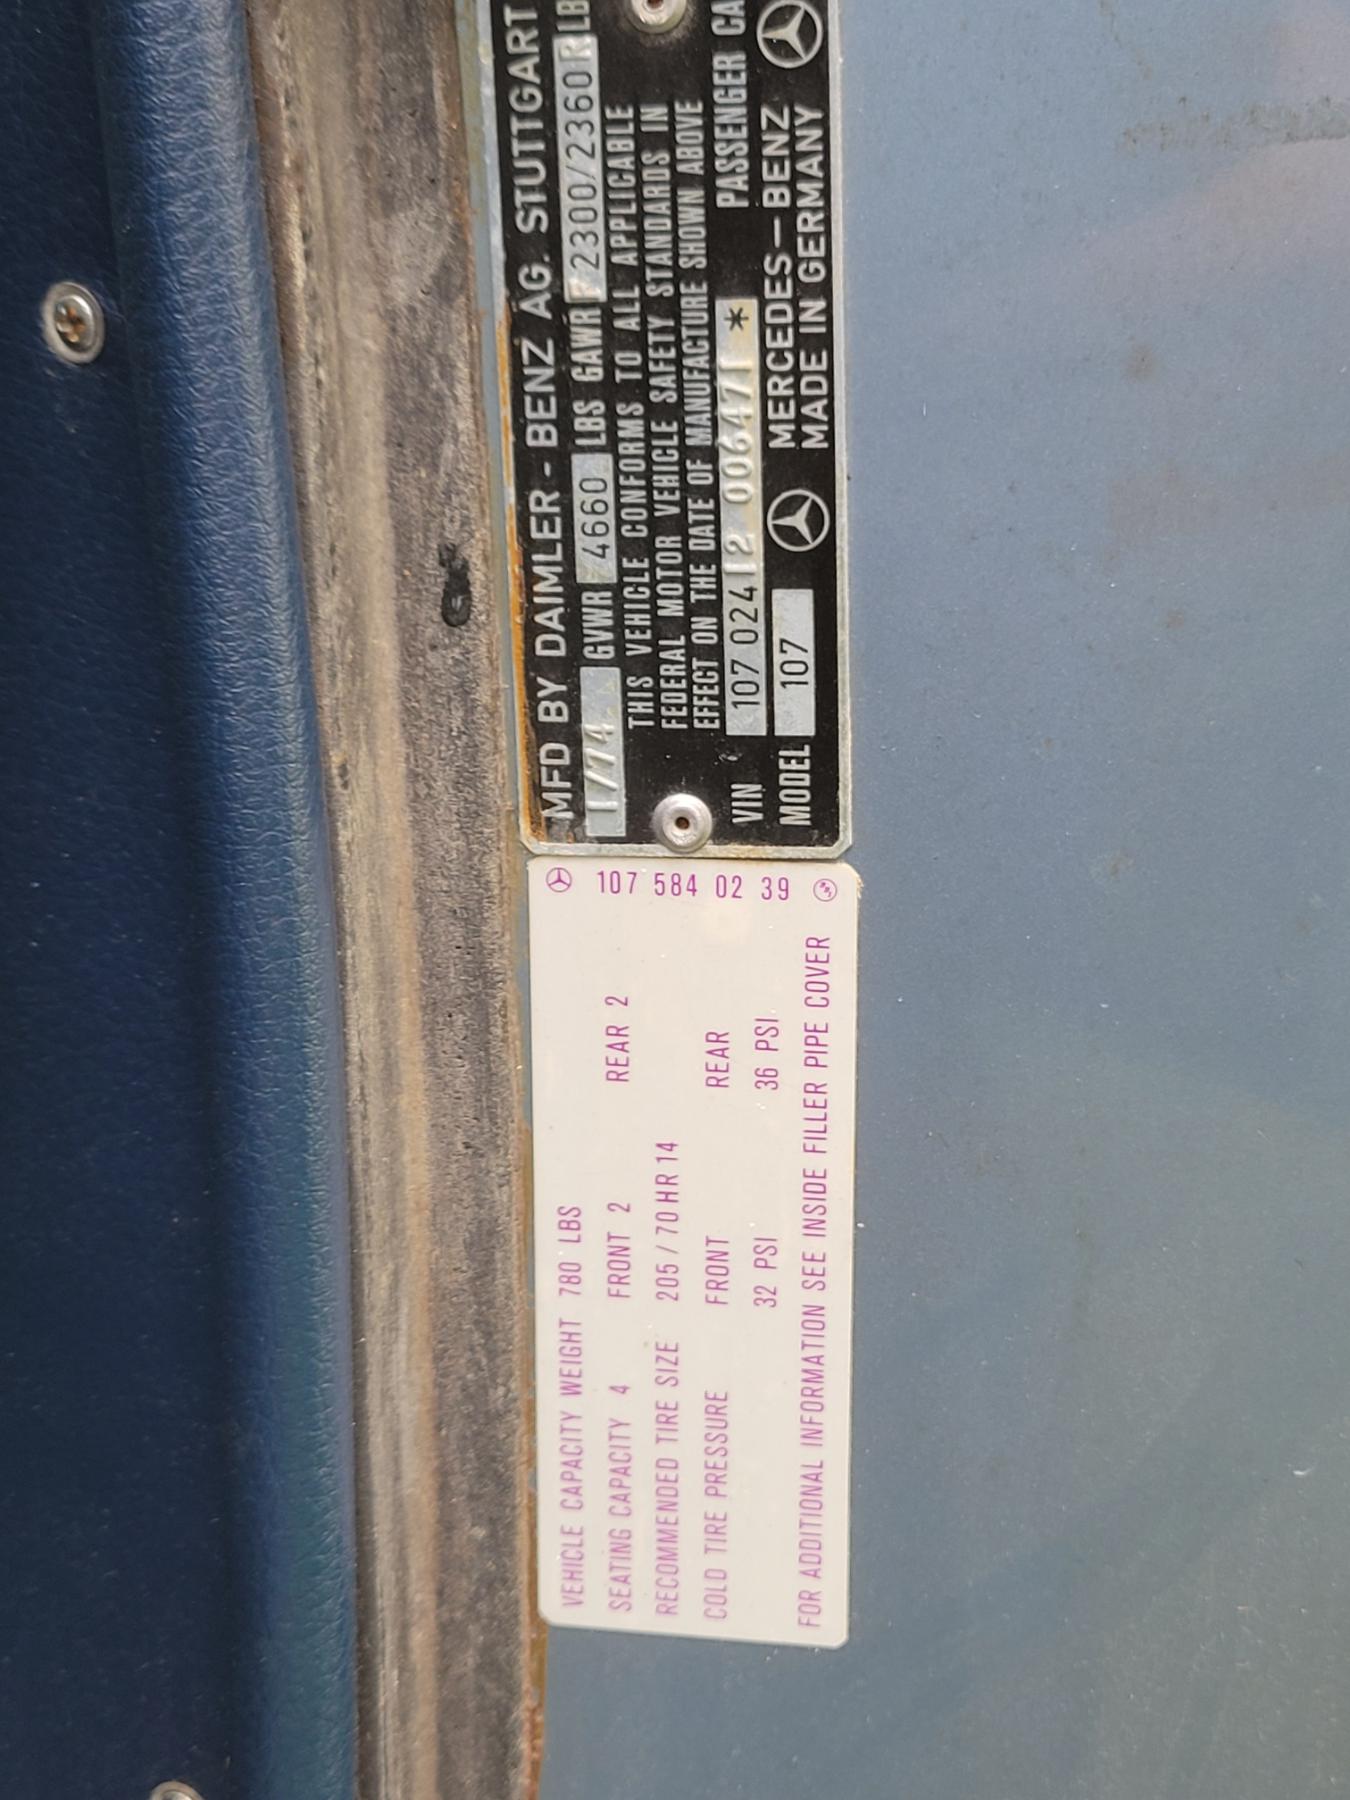 MFD BY DAIMLER-BENZ AG. STUTTGART
1/74 GVWR 4660 LBS GAWR F 2300/2360 R LB
THIS VEHICLE CONFORMS TO ALL APPLICABLE
FEDERAL MOTOR VEHICLE SAFETY STANDARDS IN
EFFECT ON THE DATE OF MANUFACTURE SHOWN ABOVE
VIN 107 024 12 006471 * PASSENGER CA
MODEL 107 MERCEDES-BENZ
MADE IN GERMANY
107 584 02 39
VEHICLE CAPACITY WEIGHT 780 LBS
SEATING CAPACITY 4 FRONT 2 REAR 2
RECOMMENDED TIRE SIZE 205/70 HR 14
COLD TIRE PRESSURE FRONT REAR
32 PSI 36 PSI
FOR ADDITIONAL INFORMATION SEE INSIDE FILLER PIPE COVER